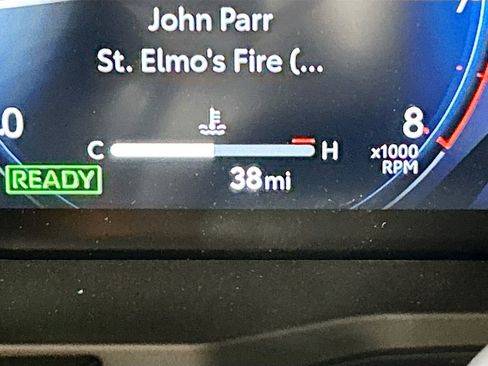 John Parr
St. Elmo's Fire (...
0
8
C
H
x1000
RPM
READY
38mi